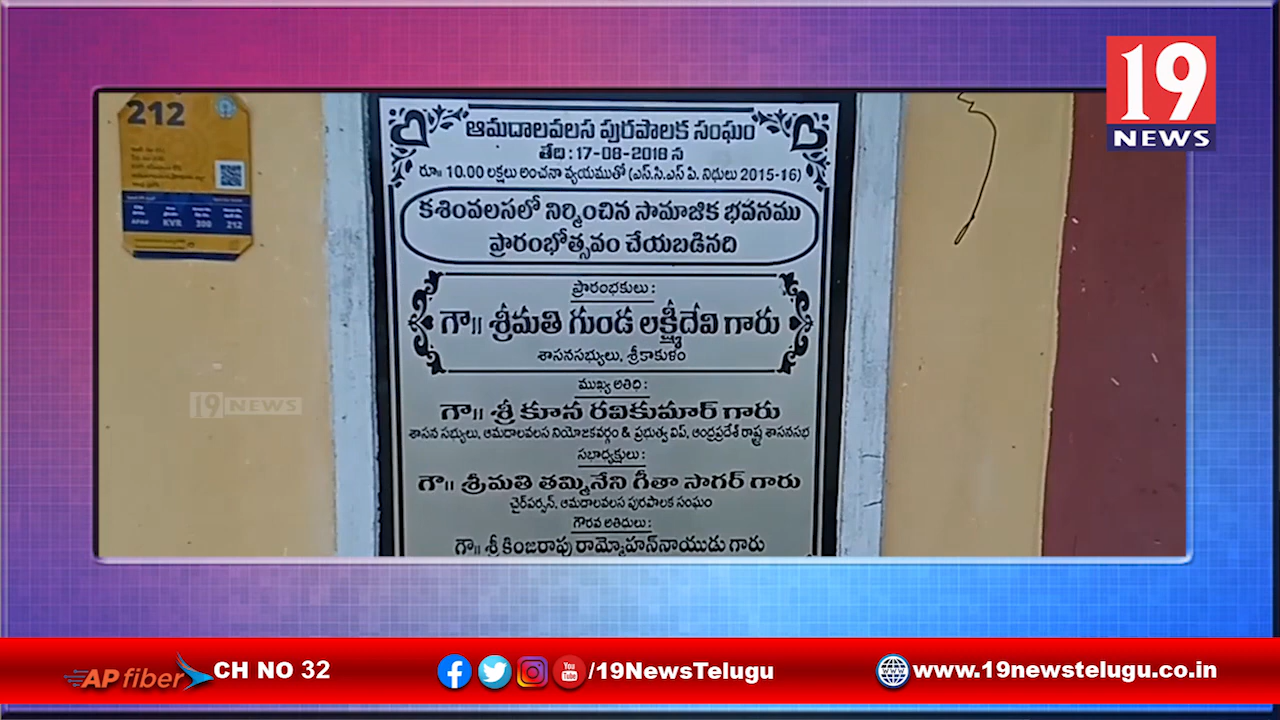 19
NEWS
212
ఆమదాలవలస పురపాలక సంఘం
తేది : 17-08-2018 న
రూ॥ 10.00 లక్షలు అంచనా వ్యయముతో (ఎస్.సి.ఎస్ పి. నిధులు 2015-16)
కశింవలసలో నిర్మించిన సామాజిక భవనము
ప్రారంభోత్సవం చేయబడినది
ప్రారంభకులు :
గౌ॥ శ్రీమతి గుండ లక్ష్మీదేవి గారు
శాసనసభ్యులు, శ్రీకాకుళం
ముఖ్య అతిధి :
గౌ॥ శ్రీ కూన రవికుమార్ గారు
శాసన సభ్యులు, ఆమదాలవలస నియోజకవర్గం & ప్రభుత్వ విప్, ఆంధ్రప్రదేశ్ రాష్ట్ర శాసనసభ
సభాధ్యక్షులు :
గౌ॥ శ్రీమతి తమ్మినేని గీతా సాగర్ గారు
చైర్‌పర్సన్, ఆమదాలవలస పురపాలక సంఘం
గౌరవ అతిధులు :
గౌ॥ శ్రీ కింజరాపు రామ్మోహన్‌నాయుడు గారు
KVR 300 212
19 NEWS
AP fiber CH NO 32
/19NewsTelugu
www.19newstelugu.co.in